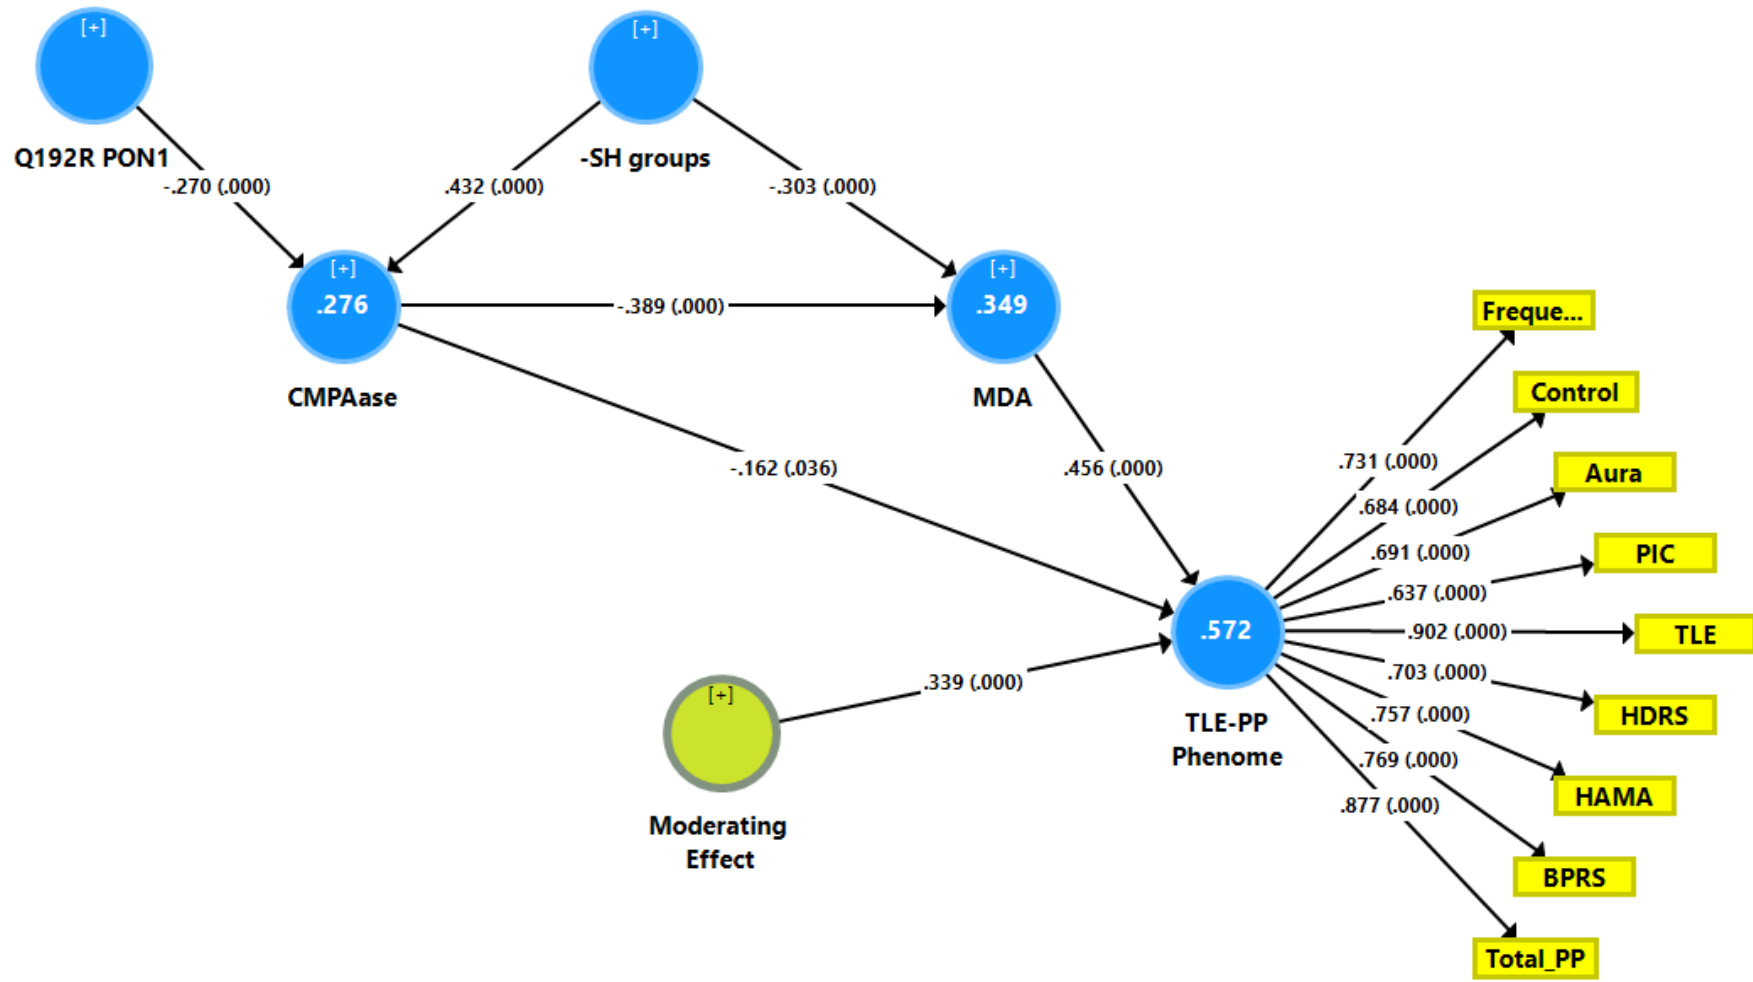 [+]
[+]
Q192R PON1
-SH groups
-.270 (.000)
.432 (.000)
-.303 (.000)
[+]
.276
[+]
.349
-.389 (.000)
CMPAase
MDA
Freque...
Control
Aura
PIC
TLE
HDRS
HAMA
BPRS
Total_PP
-.162 (.036)
.456 (.000)
.731 (.000)
.684 (.000)
.691 (.000)
.637 (.000)
.902 (.000)
.703 (.000)
.757 (.000)
.769 (.000)
.877 (.000)
.572
TLE-PP
Phenome
.339 (.000)
[+]
Moderating
Effect